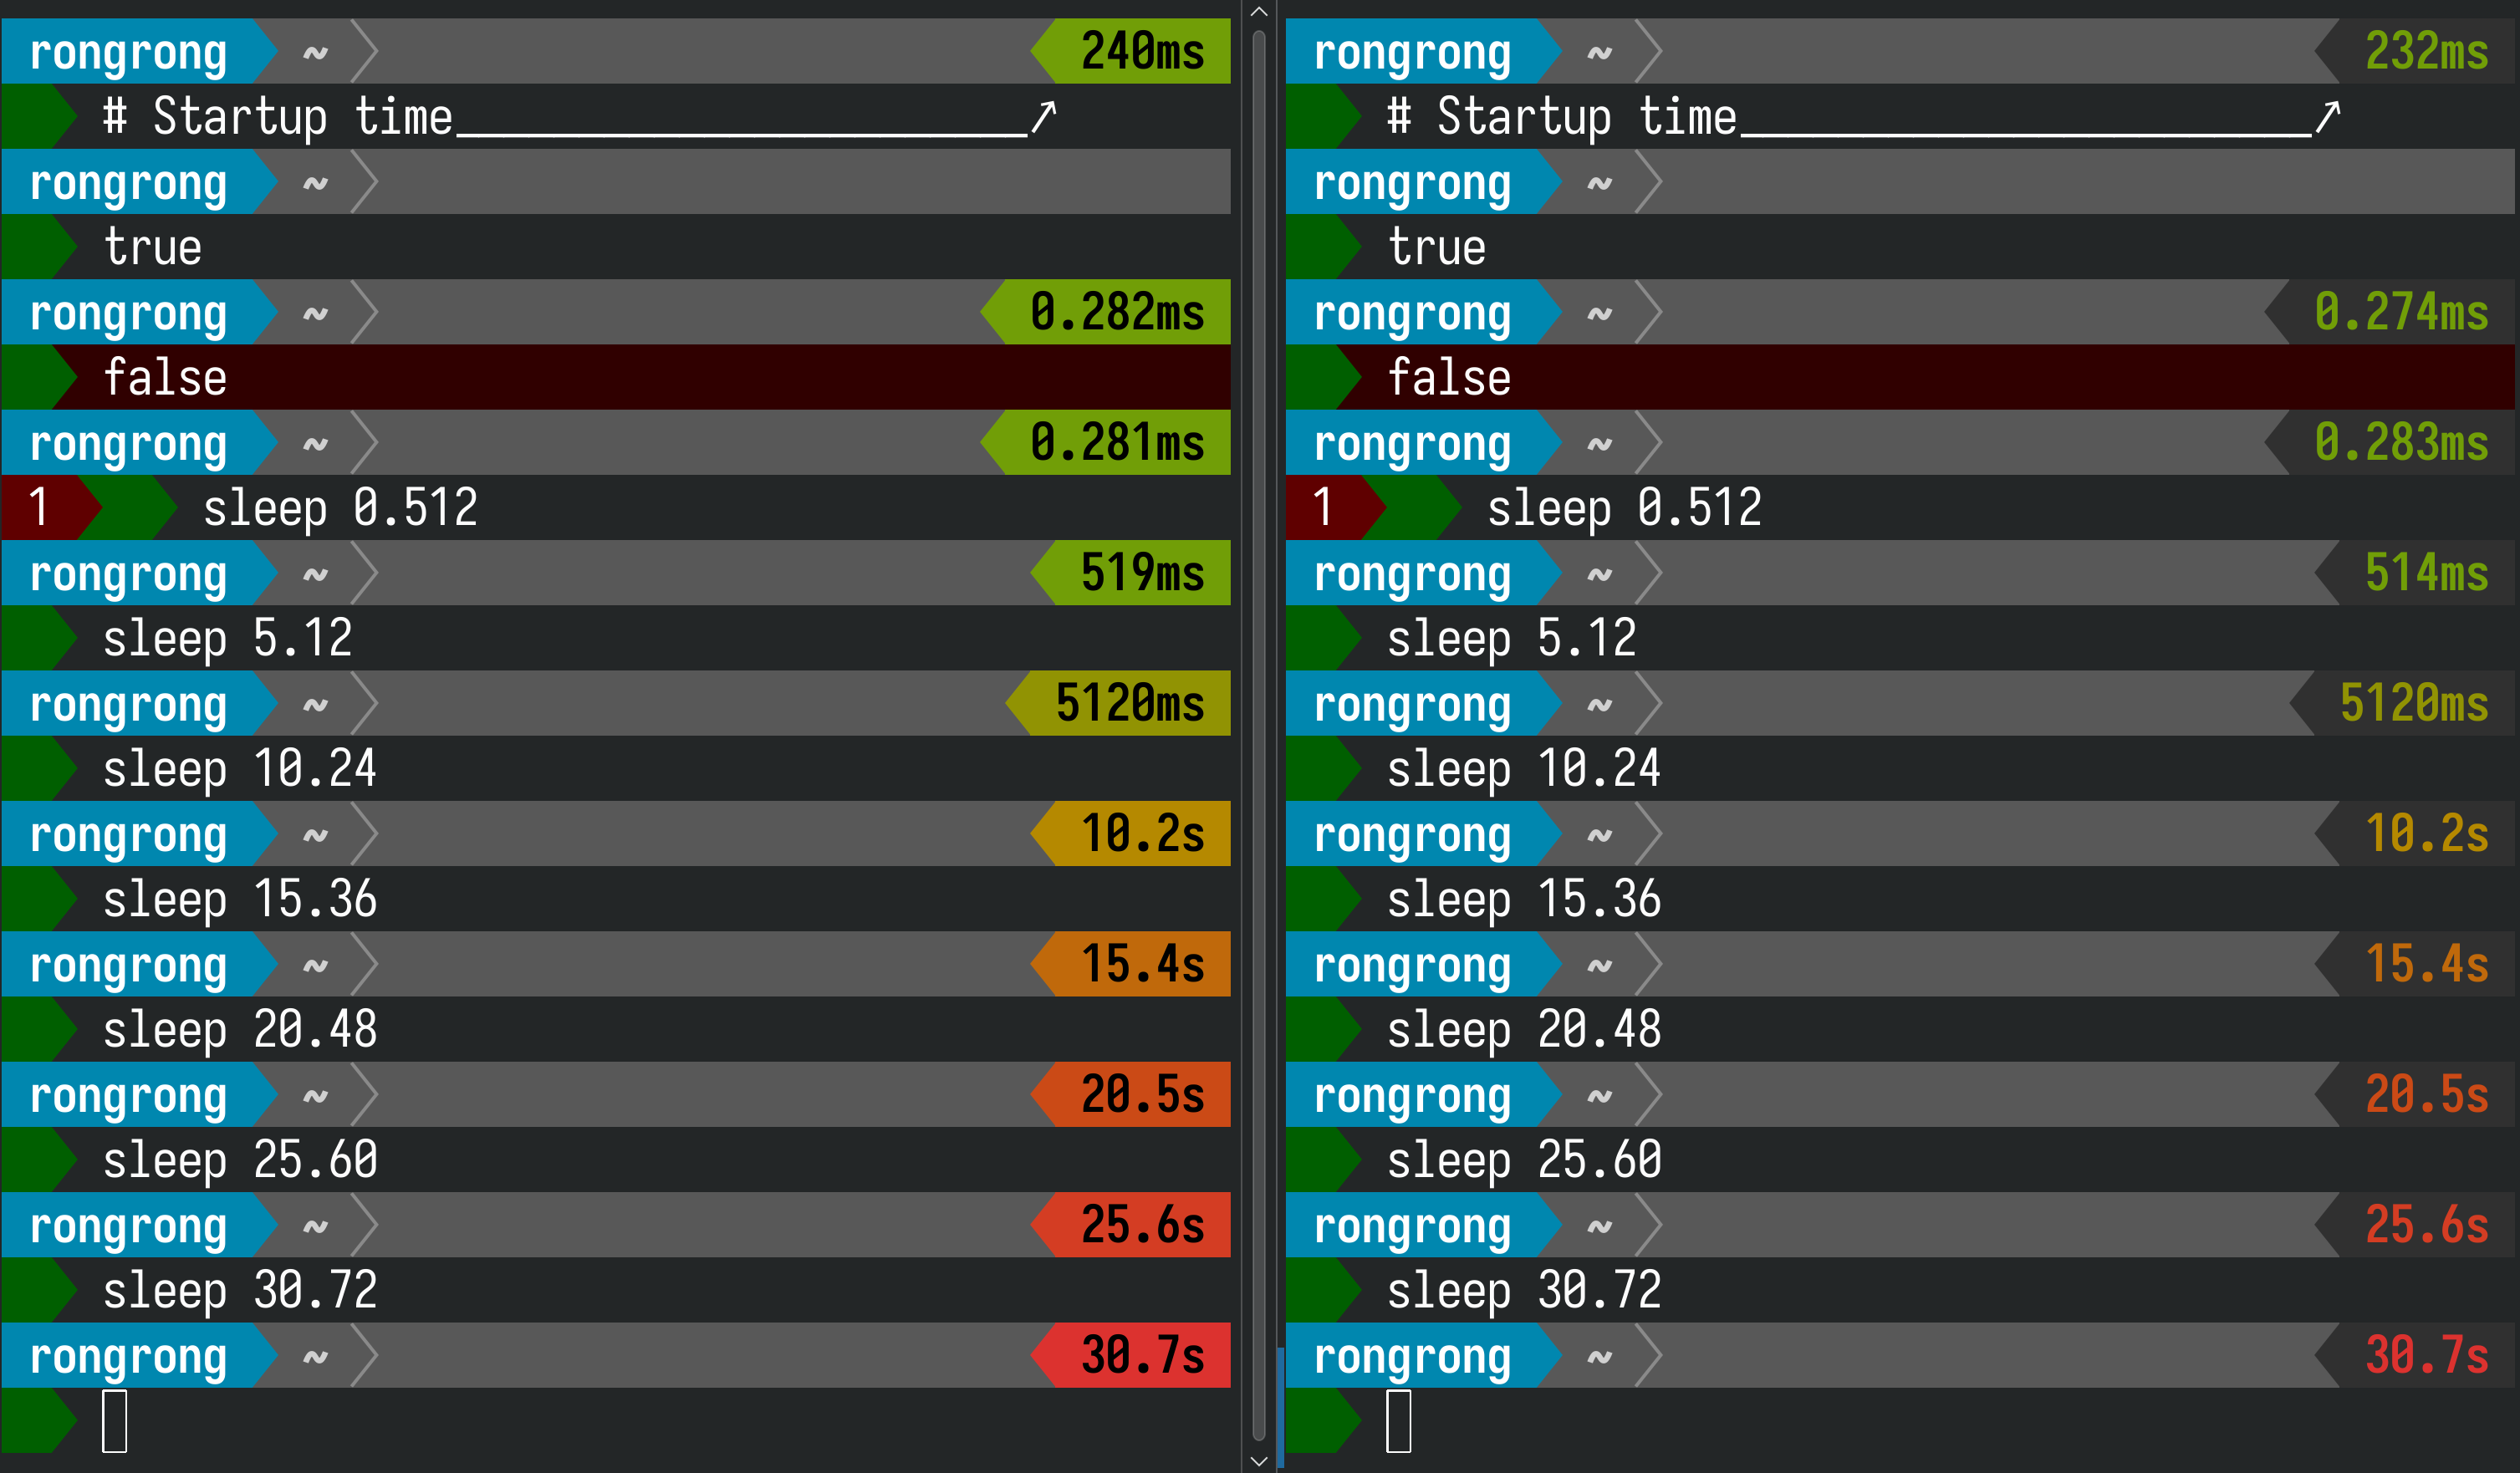 rongrong ~ 240ms
# Startup time ↗
rongrong ~
true
rongrong ~ 0.282ms
false
rongrong ~ 0.281ms
1 sleep 0.512
rongrong ~ 519ms
sleep 5.12
rongrong ~ 5120ms
sleep 10.24
rongrong ~ 10.2s
sleep 15.36
rongrong ~ 15.4s
sleep 20.48
rongrong ~ 20.5s
sleep 25.60
rongrong ~ 25.6s
sleep 30.72
rongrong ~ 30.7s
rongrong ~ 232ms
# Startup time ↗
rongrong ~
true
rongrong ~ 0.274ms
false
rongrong ~ 0.283ms
1 sleep 0.512
rongrong ~ 514ms
sleep 5.12
rongrong ~ 5120ms
sleep 10.24
rongrong ~ 10.2s
sleep 15.36
rongrong ~ 15.4s
sleep 20.48
rongrong ~ 20.5s
sleep 25.60
rongrong ~ 25.6s
sleep 30.72
rongrong ~ 30.7s